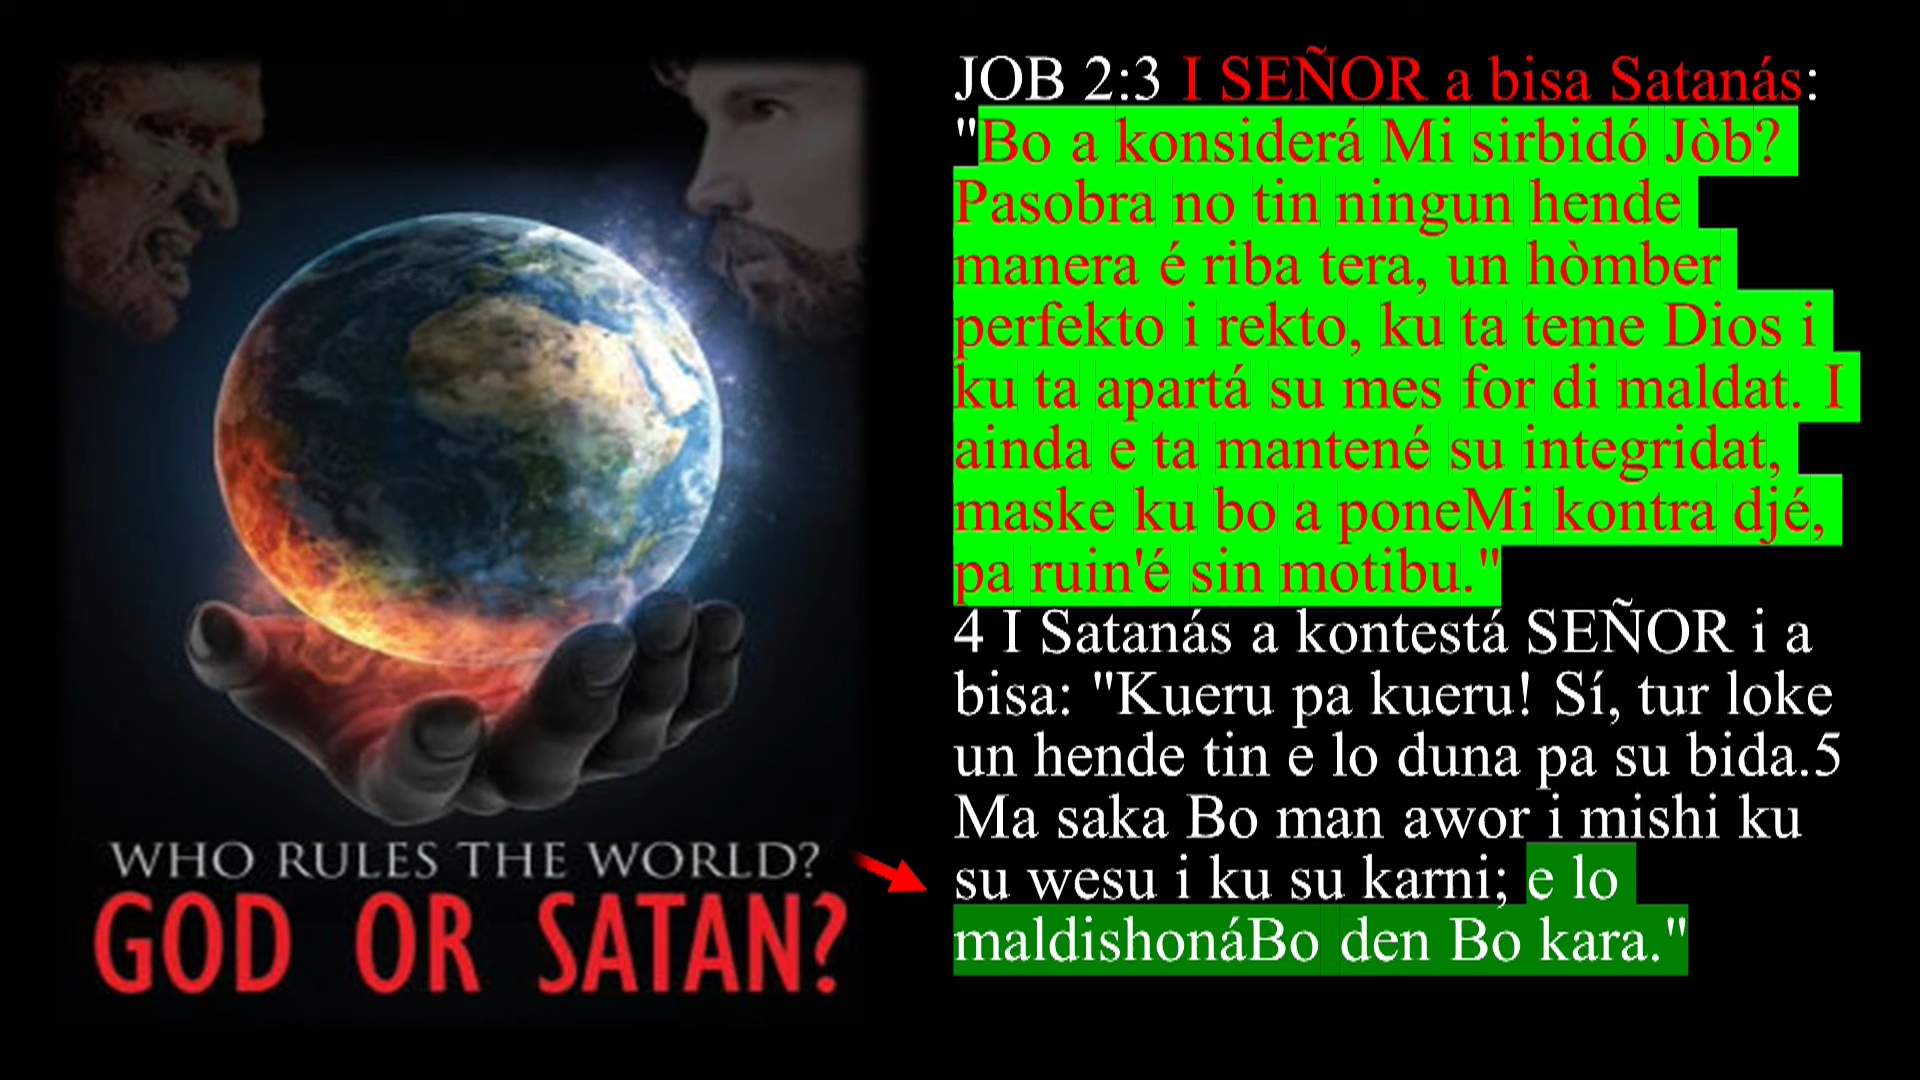 WHO RULES THE WORLD?
GOD OR SATAN?
JOB 2:3 I SEÑOR a bisa Satanás:
"Bo a konsiderá Mi sirbidó Jòb?
Pasobra no tin ningun hende
manera é riba tera, un hòmber
perfekto i rekto, ku ta teme Dios i
ku ta apartá su mes for di maldat. I
ainda e ta mantené su integridat,
maske ku bo a poneMi kontra djé,
pa ruin'é sin motibu."
4 I Satanás a kontestá SEÑOR i a
bisa: "Kueru pa kueru! Sí, tur loke
un hende tin e lo duna pa su bida.5
Ma saka Bo man awor i mishi ku
su wesu i ku su karni; e lo
maldishonáBo den Bo kara."